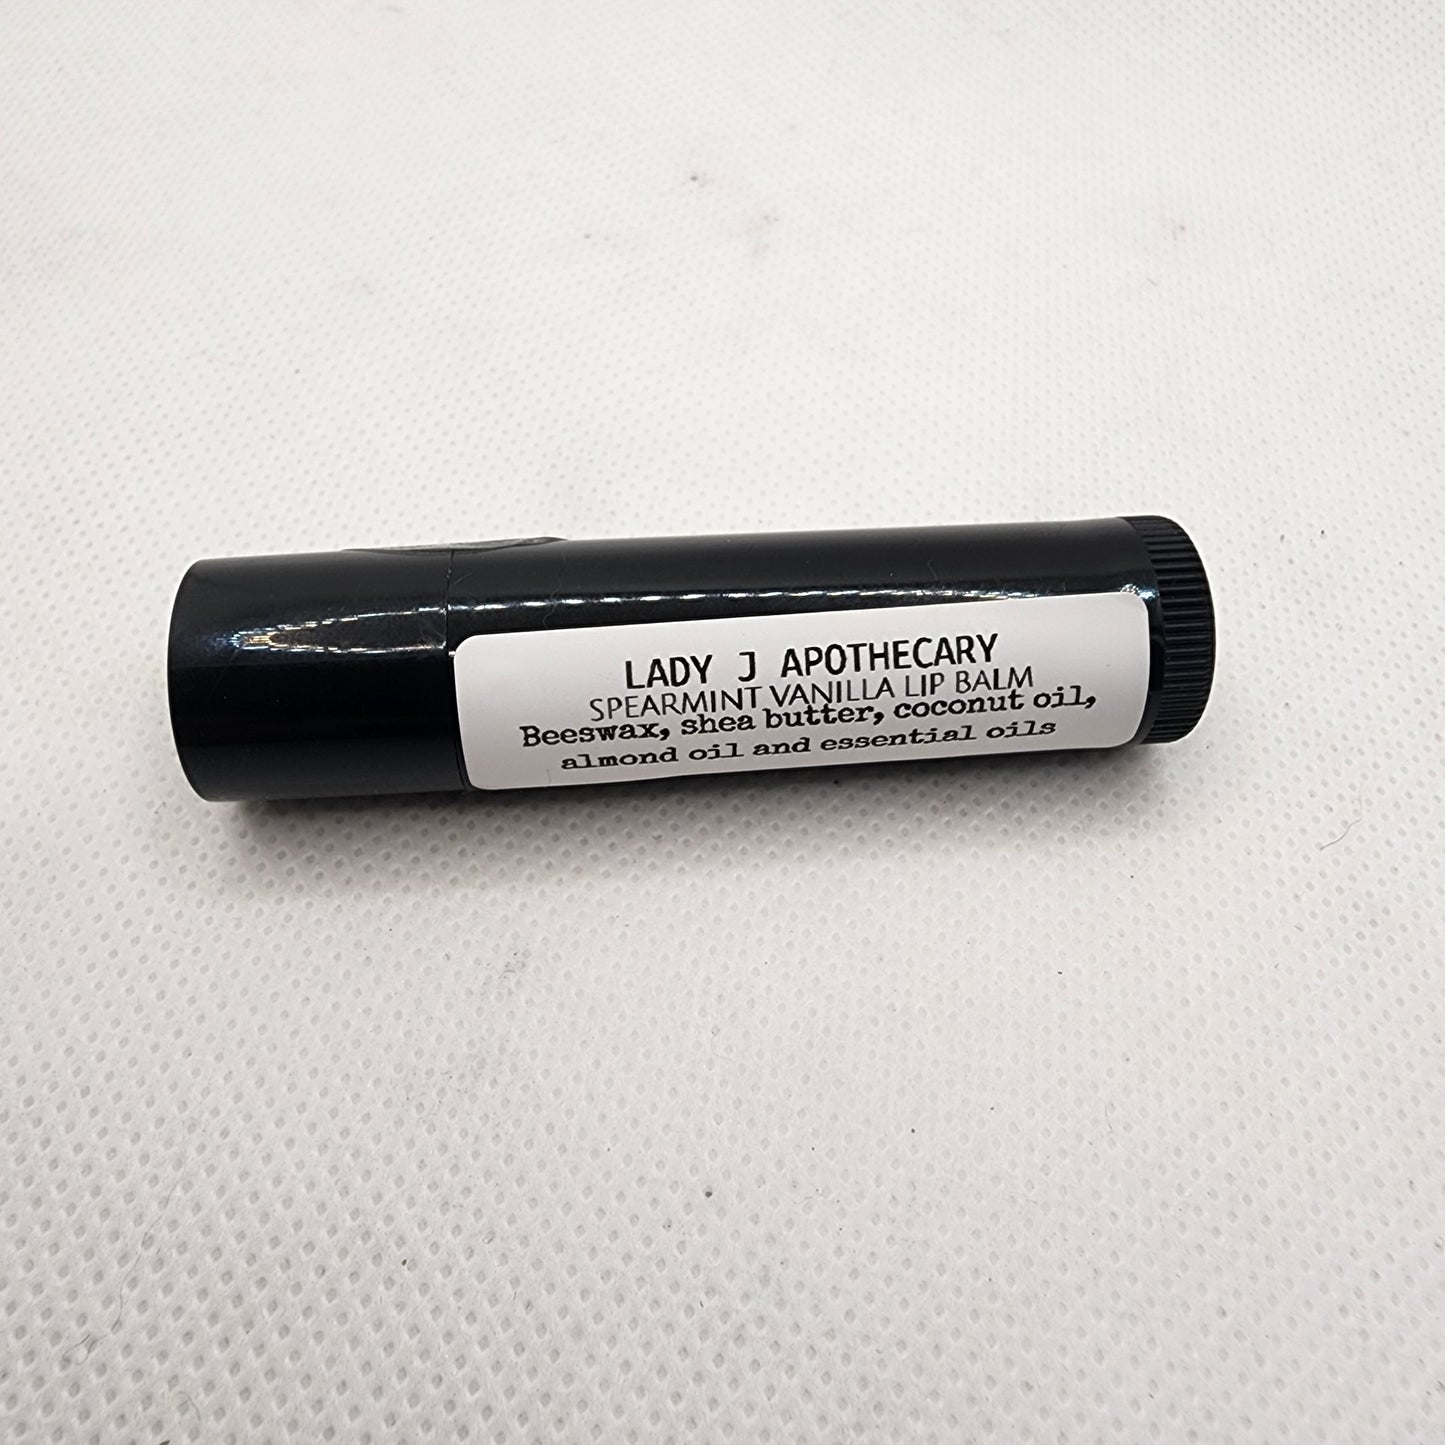 LADY J APOTHECARY
SPEARMINT VANILLA LIP BALM
Beeswax, shea butter, coconut oil,
almond oil and essential oils